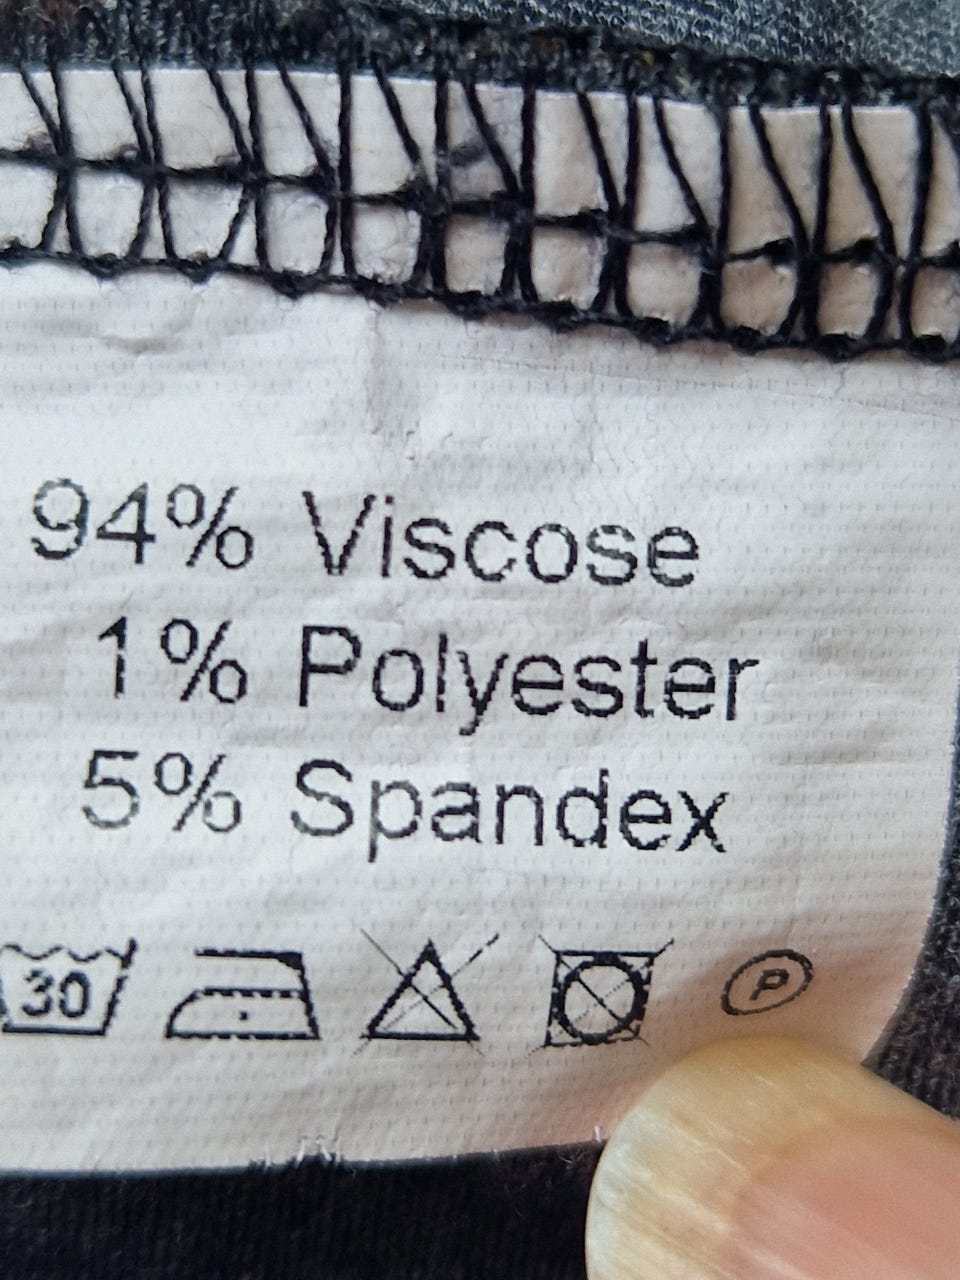 94% Viscose
1% Polyester
5% Spandex
30 P